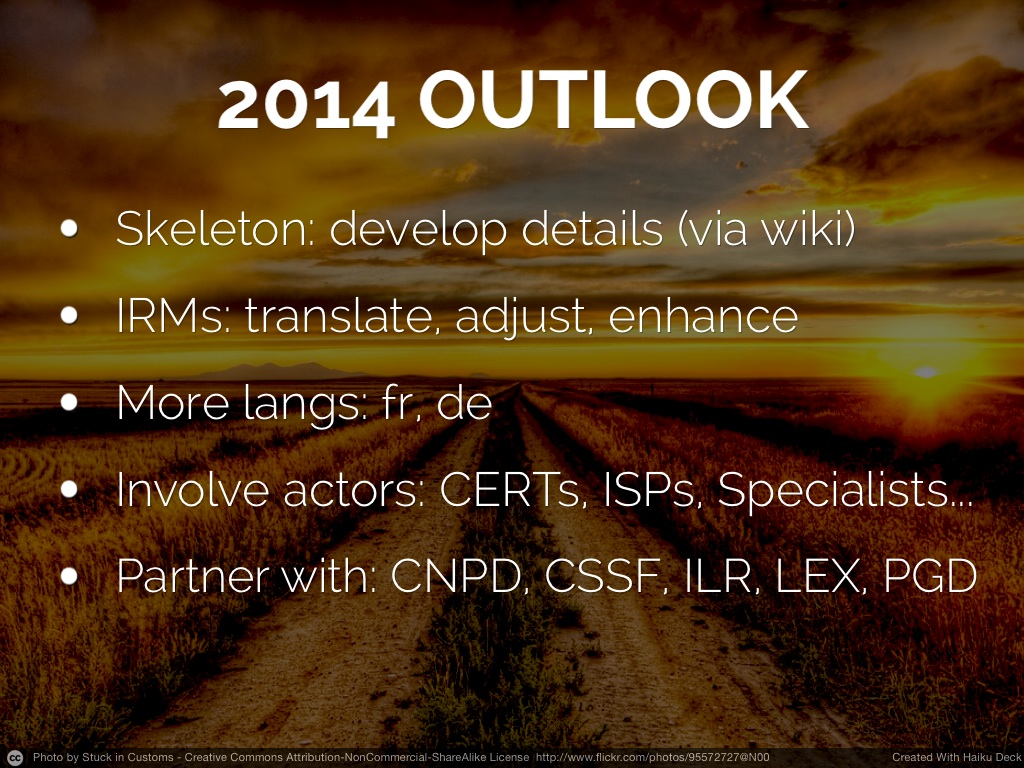 2014 OUTLOOK
• Skeleton: develop details (via wiki)
• IRMs: translate, adjust, enhance
• More langs: fr, de
• Involve actors: CERTs, ISPs, Specialists...
• Partner with: CNPD, CSSF, ILR, LEX, PGD
cc Photo by Stuck in Customs - Creative Commons Attribution-NonCommercial-ShareAlike License http://www.flickr.com/photos/95572727@N00 Created With Haiku Deck